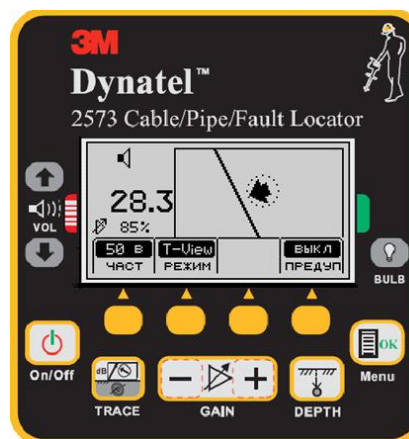 3M
Dynatel™
2573 Cable/Pipe/Fault Locator
28.3
VOL
85%
50 В T-View ВЫКЛ
ЧАСТ РЕЖИМ ПРЕДУП
BULB
OK
On/Off
Menu
dB
TRACE
GAIN
DEPTH